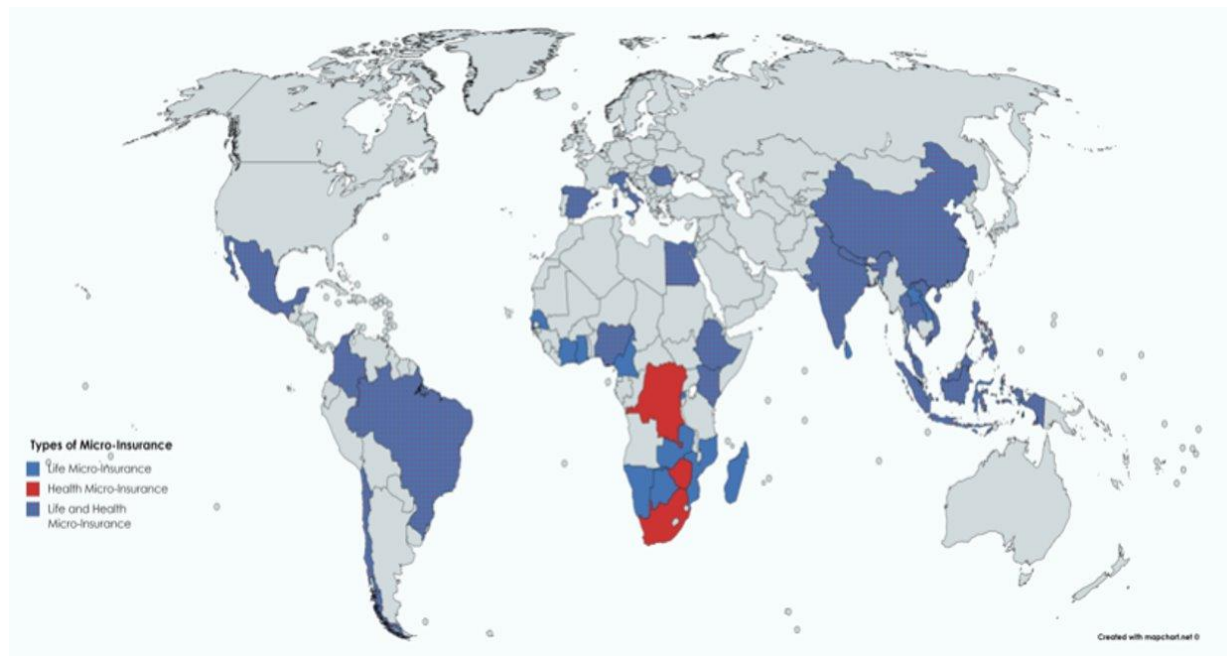 Types of Micro-Insurance
Life Micro-Insurance
Health Micro-Insurance
Life and Health
Micro-Insurance
Created with mapchart.net ©